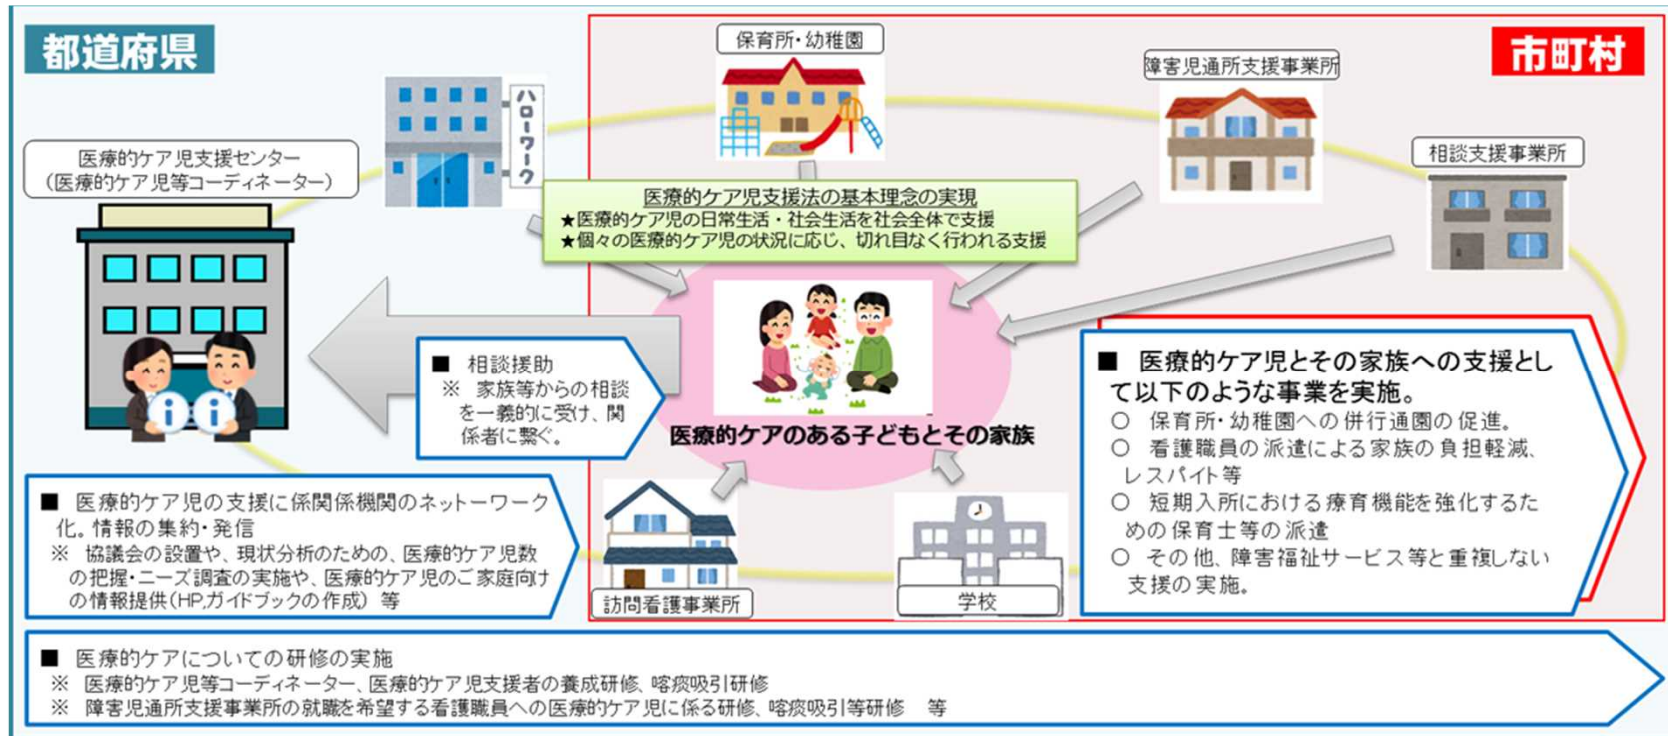 都道府県
市町村
保育所・幼稚園
障害児通所支援事業所
ハローワーク
医療的ケア児支援センター
（医療的ケア児等コーディネーター）
相談支援事業所
医療的ケア児支援法の基本理念の実現
★医療的ケア児の日常生活・社会生活を社会全体で支援
★個々の医療的ケア児の状況に応じ、切れ目なく行われる支援
■ 相談援助
※ 家族等からの相談
を一義的に受け、関
係者に繋ぐ。
医療的ケアのある子どもとその家族
■ 医療的ケア児とその家族への支援とし
て以下のような事業を実施。
○ 保育所・幼稚園への併行通園の促進。
○ 看護職員の派遣による家族の負担軽減、
レスパイト等
○ 短期入所における療育機能を強化するた
めの保育士等の派遣
○ その他、障害福祉サービス等と重複しない
支援の実施。
■ 医療的ケア児の支援に係関係機関のネットーワーク
化。情報の集約・発信
※ 協議会の設置や、現状分析のための、医療的ケア児数
の把握・ニーズ調査の実施や、医療的ケア児のご家庭向け
の情報提供（HP,ガイドブックの作成） 等
訪問看護事業所
学校
■ 医療的ケアについての研修の実施
※ 医療的ケア児等コーディネーター、医療的ケア児支援者の養成研修、喀痰吸引研修
※ 障害児通所支援事業所の就職を希望する看護職員への医療的ケア児に係る研修、喀痰吸引等研修 等